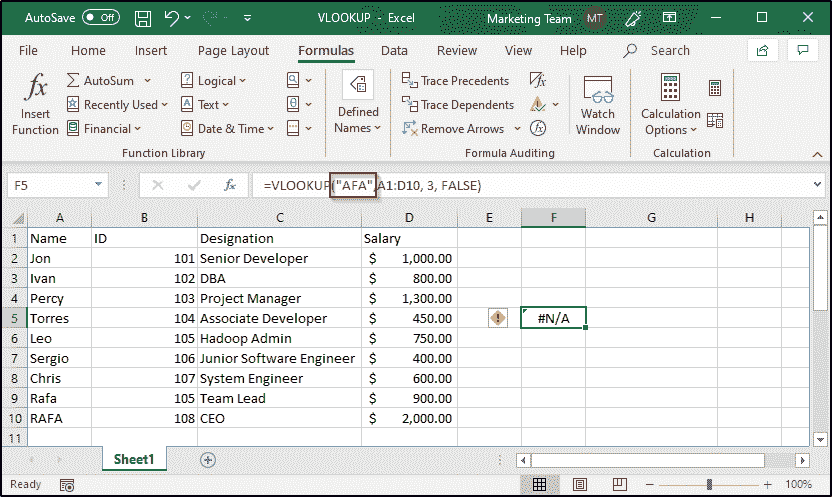 AutoSave Off VLOOKUP - Excel Marketing Team MT
File Home Insert Page Layout Formulas Data Review View Help Search
fx Insert Function
AutoSum
Recently Used
Financial
Logical
Text
Date & Time
Function Library
Defined Names
Trace Precedents
Trace Dependents
Remove Arrows
fx
Formula Auditing
Watch Window
Calculation Options
Calculation
F5 fx =VLOOKUP("AFA",A1:D10, 3, FALSE)
A B C D E F G H
1 Name ID Designation Salary
2 Jon 101 Senior Developer $ 1,000.00
3 Ivan 102 DBA $ 800.00
4 Percy 103 Project Manager $ 1,300.00
5 Torres 104 Associate Developer $ 450.00 ! #N/A
6 Leo 105 Hadoop Admin $ 750.00
7 Sergio 106 Junior Software Engineer $ 400.00
8 Chris 107 System Engineer $ 600.00
9 Rafa 105 Team Lead $ 900.00
10 RAFA 108 CEO $ 2,000.00
11
Sheet1
Ready 100%